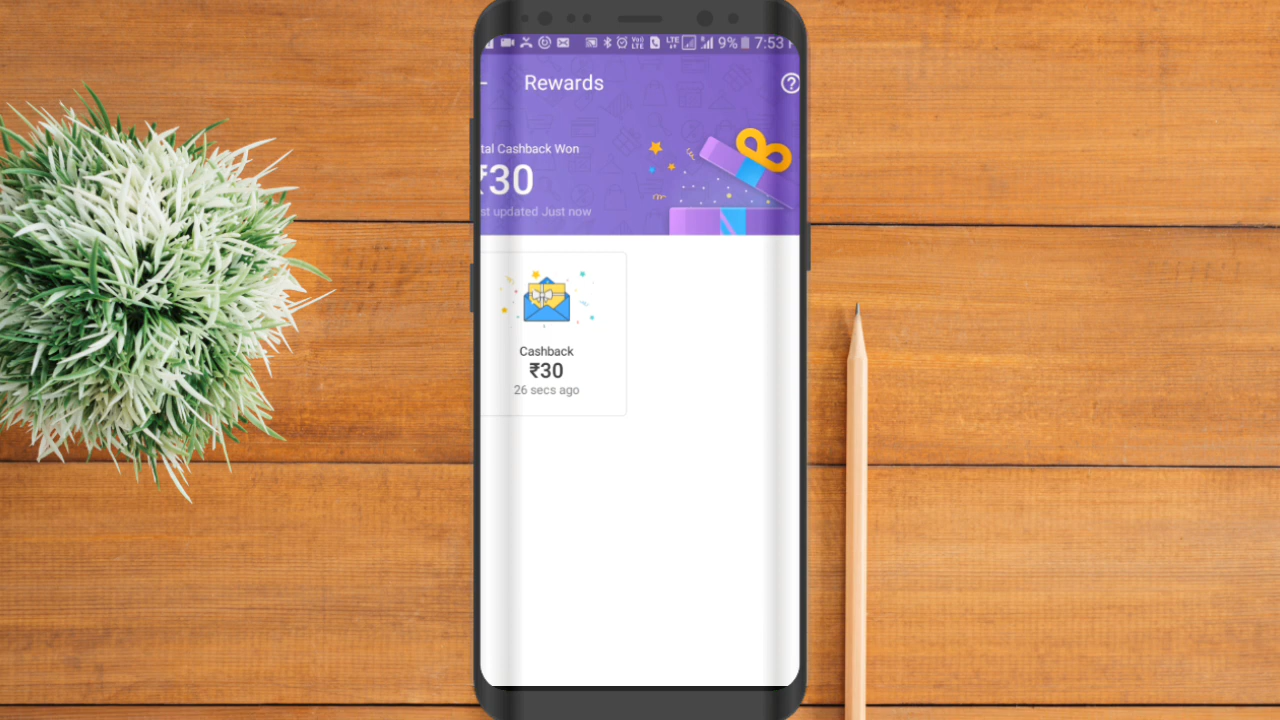 9% 7:53
Rewards
tal Cashback Won
₹30
st updated Just now
Cashback
₹30
26 secs ago